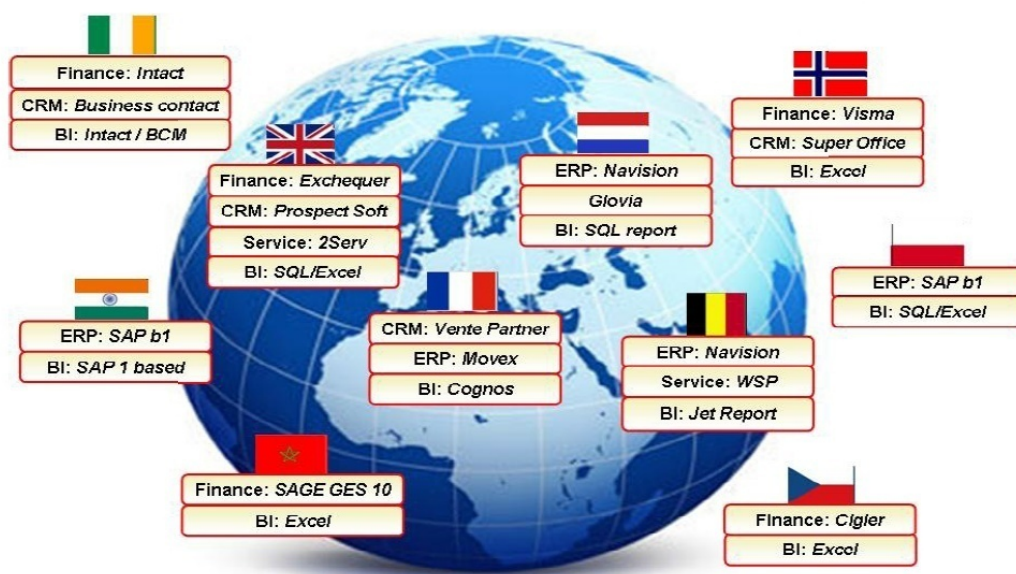 Finance: Intact
CRM: Business contact
BI: Intact / BCM
Finance: Exchequer
CRM: Prospect Soft
Service: 2Serv
BI: SQL/Excel
ERP: Navision
Glovia
BI: SQL report
Finance: Visma
CRM: Super Office
BI: Excel
ERP: SAP b1
BI: SQL/Excel
ERP: SAP b1
BI: SAP 1 based
CRM: Vente Partner
ERP: Movex
BI: Cognos
ERP: Navision
Service: WSP
BI: Jet Report
Finance: SAGE GES 10
BI: Excel
Finance: Cigler
BI: Excel